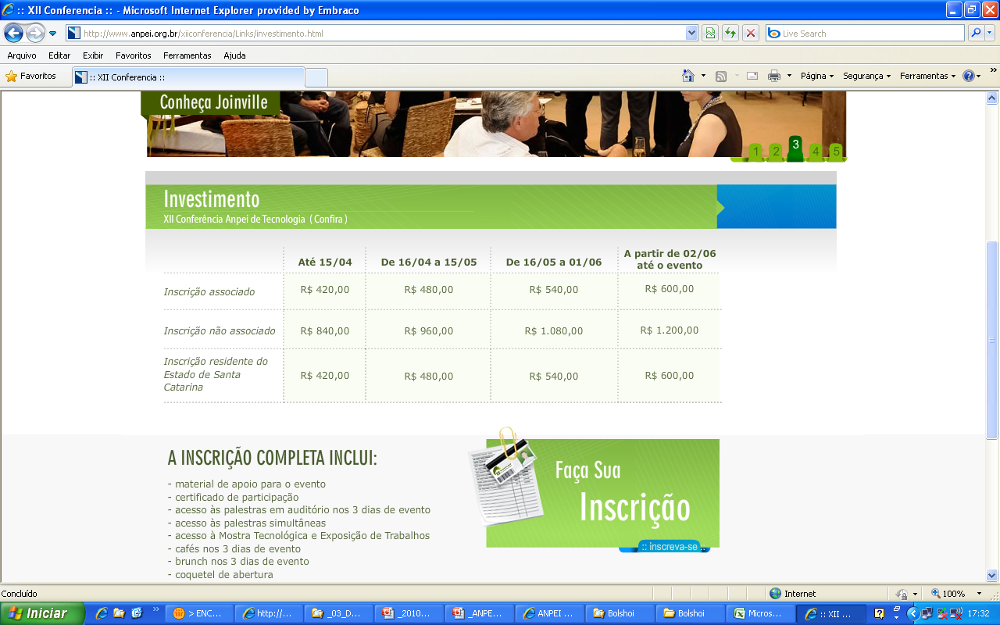 :: XII Conferencia :: - Microsoft Internet Explorer provided by Embraco
http://www.anpei.org.br/xiiconferencia/Links/investimento.html
Live Search
Arquivo Editar Exibir Favoritos Ferramentas Ajuda
Favoritos
:: XII Conferencia ::
Página Segurança Ferramentas
Conheça Joinville
1 2 3 4 5
Investimento
XII Conferência Anpei de Tecnologia ( Confira )
Até 15/04 De 16/04 a 15/05 De 16/05 a 01/06 A partir de 02/06 até o evento
Inscrição associado R$ 420,00 R$ 480,00 R$ 540,00 R$ 600,00
Inscrição não associado R$ 840,00 R$ 960,00 R$ 1.080,00 R$ 1.200,00
Inscrição residente do
Estado de Santa
Catarina
R$ 420,00 R$ 480,00 R$ 540,00 R$ 600,00
A INSCRIÇÃO COMPLETA INCLUI:
- material de apoio para o evento
- certificado de participação
- acesso às palestras em auditório nos 3 dias de evento
- acesso às palestras simultâneas
- acesso à Mostra Tecnológica e Exposição de Trabalhos
- cafés nos 3 dias de evento
- brunch nos 3 dias de evento
- coquetel de abertura
Faça Sua
Inscrição
:: inscreva-se ::
Concluído
Internet
100%
Iniciar
> ENC...
http://...
_03_D...
_2010...
_ANPE...
ANPEI ...
Bolshoi
Bolshoi
Micros...
:: XII ...
17:32